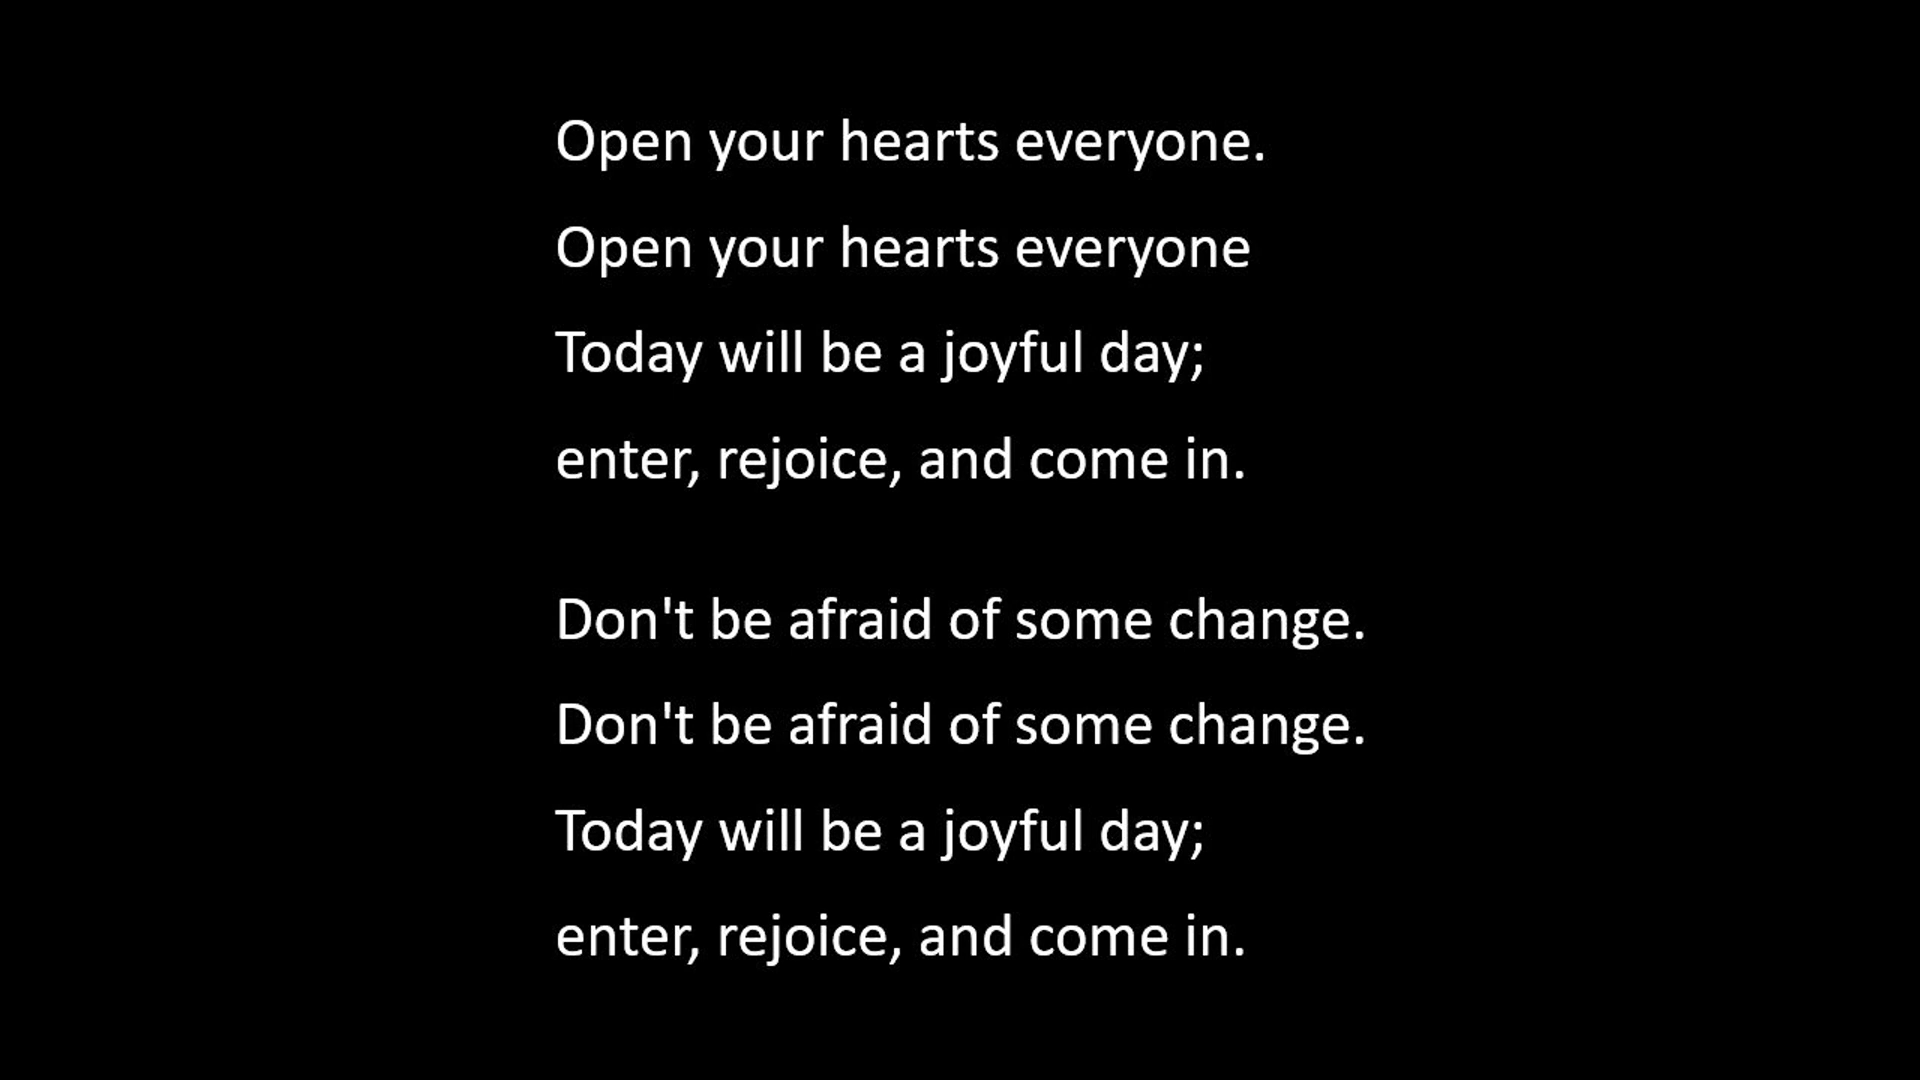 Open your hearts everyone.
Open your hearts everyone
Today will be a joyful day;
enter, rejoice, and come in.
Don't be afraid of some change.
Don't be afraid of some change.
Today will be a joyful day;
enter, rejoice, and come in.